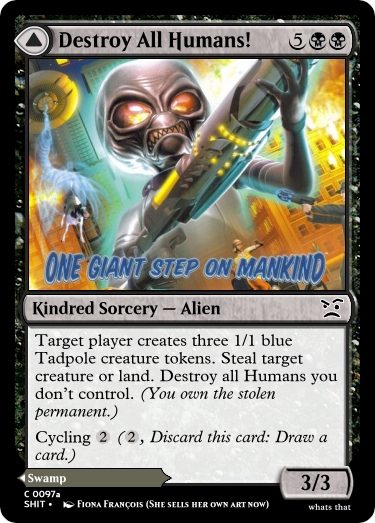 Destroy All Humans! 5
ONE GIANT STEP ON MANKIND
Kindred Sorcery — Alien
Target player creates three 1/1 blue
Tadpole creature tokens. Steal target
creature or land. Destroy all Humans you
don't control. (You own the stolen
permanent.)
Cycling 2 (2, Discard this card: Draw a
card.)
Swamp
3/3
C 0097a
SHIT • Fiona François (She sells her own art now)
whats that